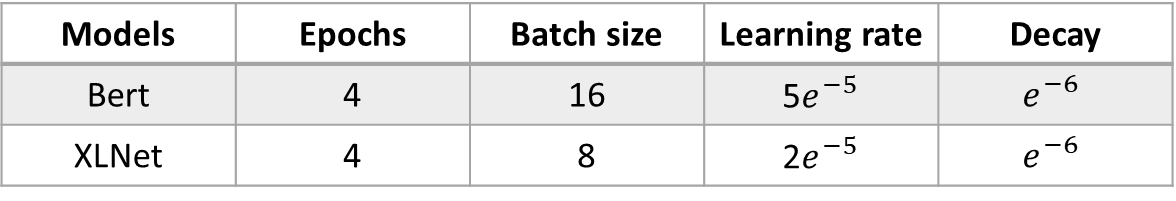 Models Epochs Batch size Learning rate Decay
Bert 4 16 5e⁻⁵ e⁻⁶
XLNet 4 8 2e⁻⁵ e⁻⁶